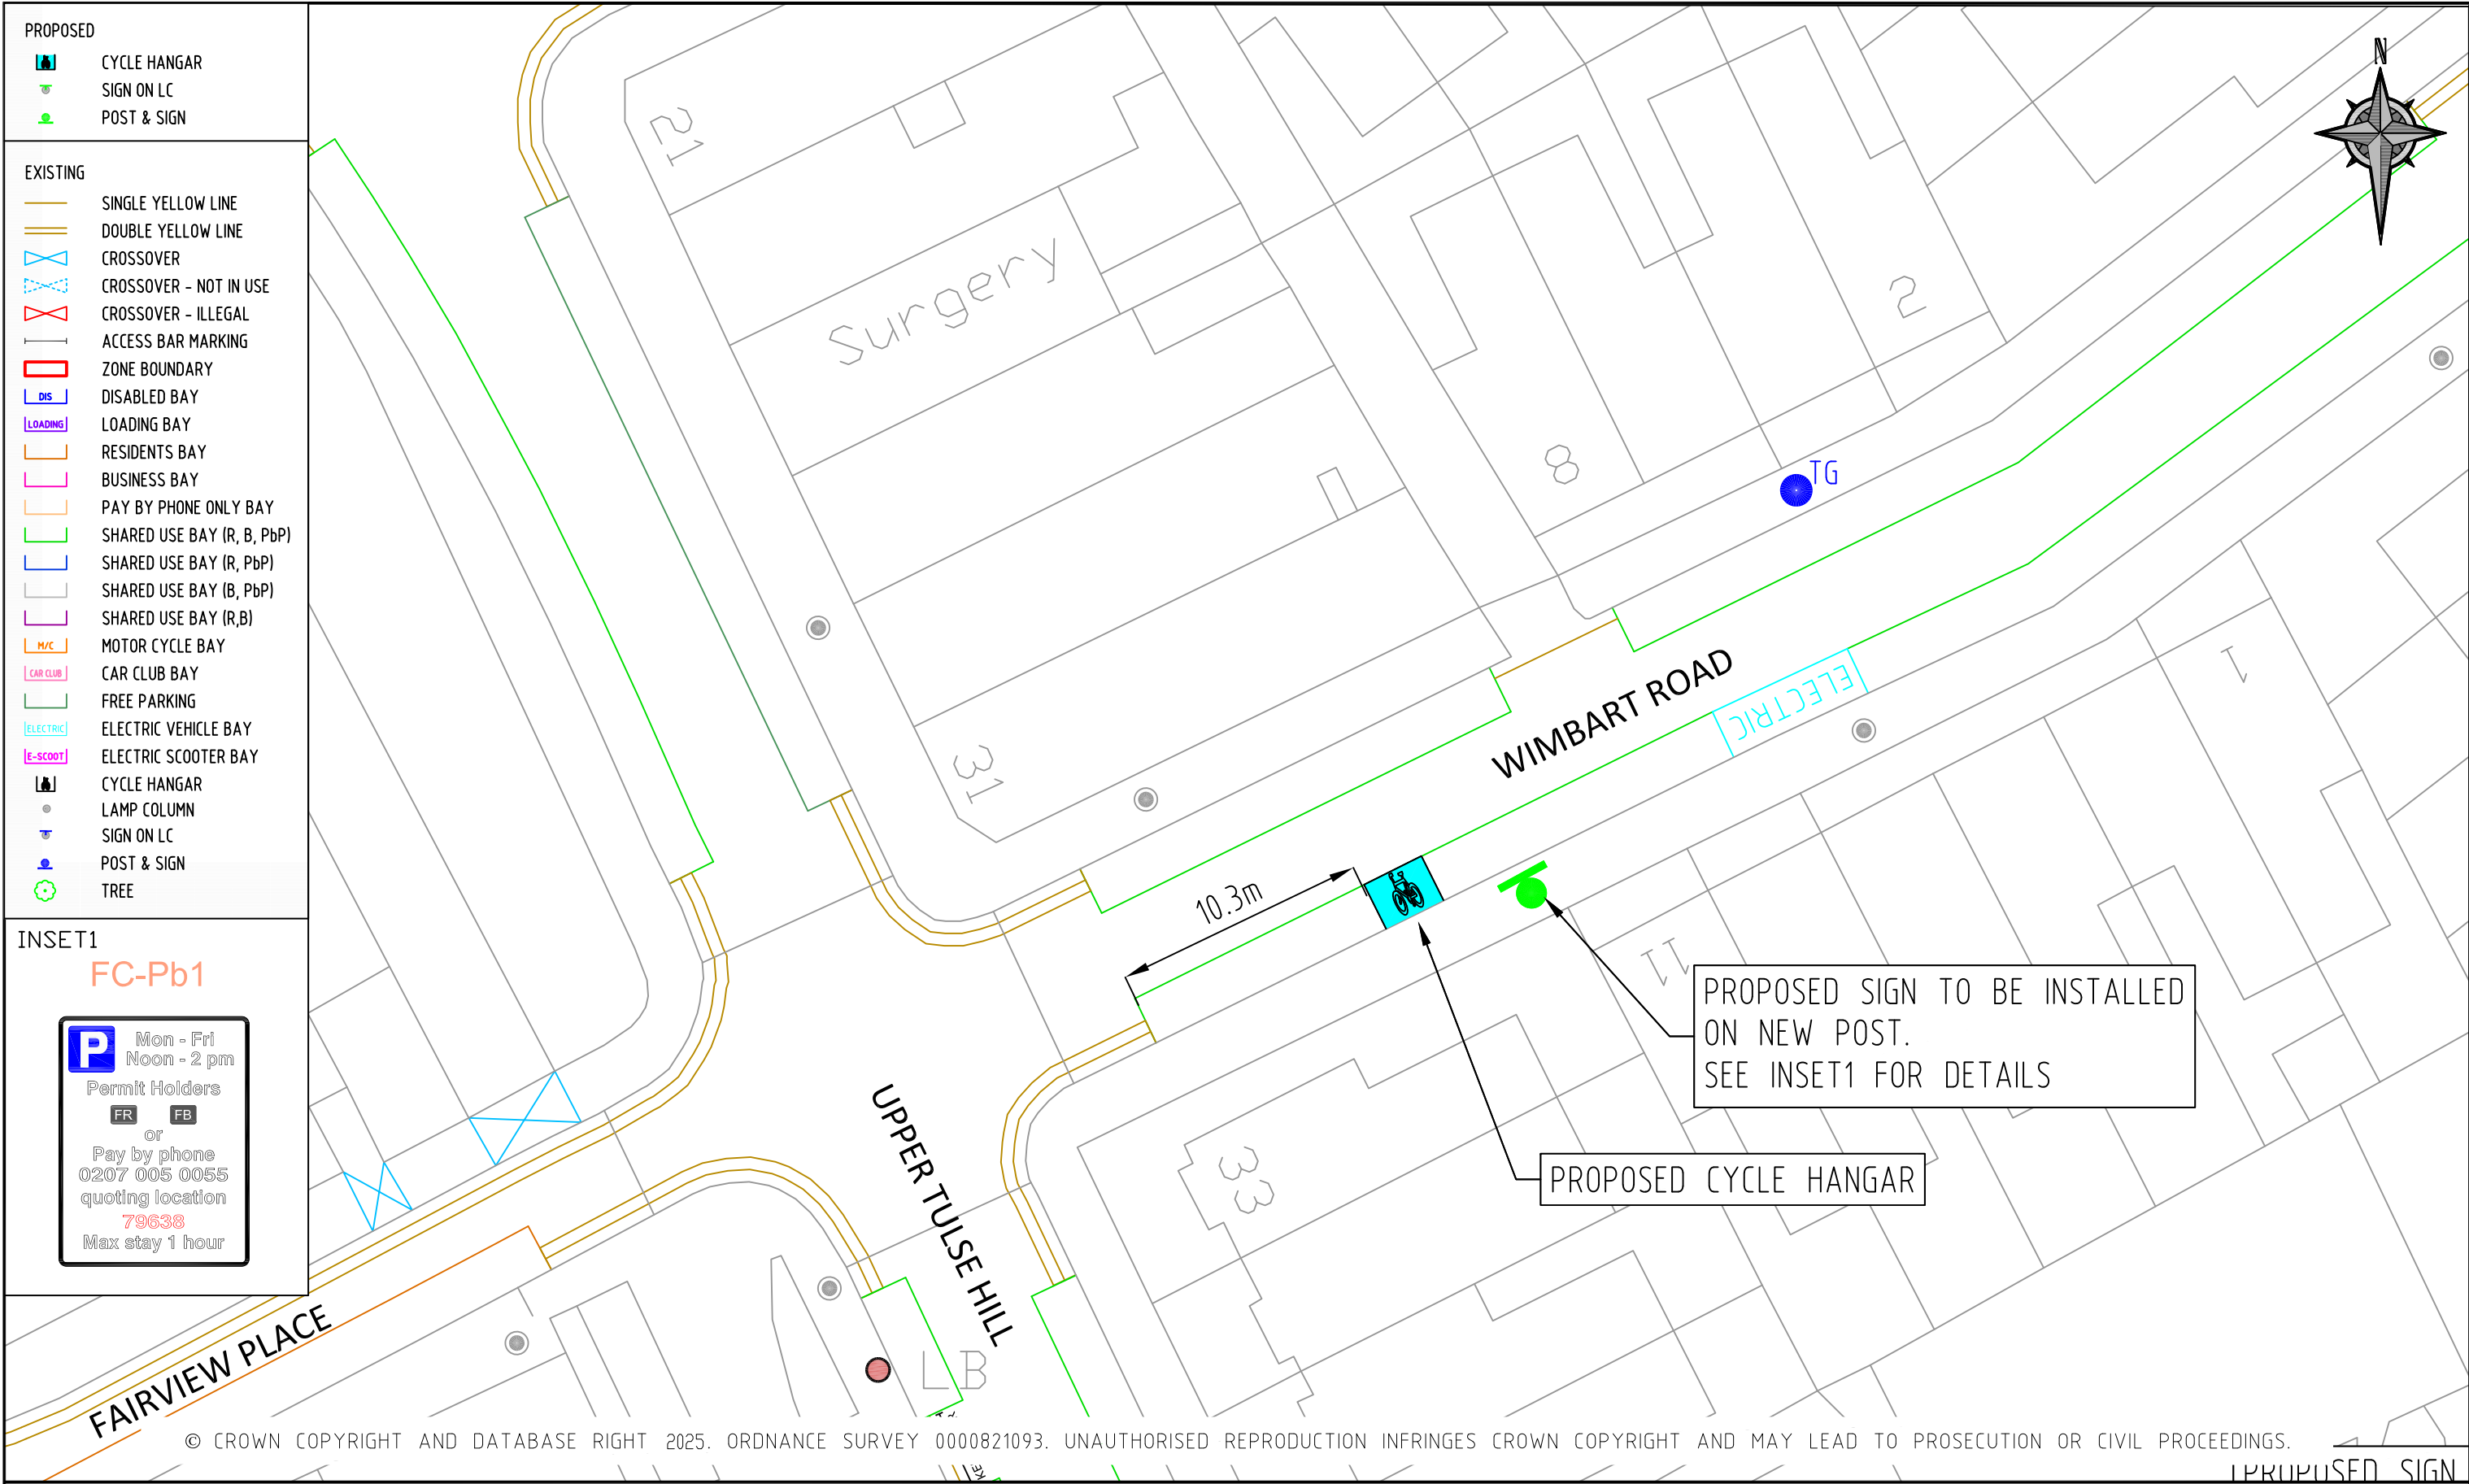 PROPOSED
CYCLE HANGAR
SIGN ON LC
POST & SIGN
EXISTING
SINGLE YELLOW LINE
DOUBLE YELLOW LINE
CROSSOVER
CROSSOVER - NOT IN USE
CROSSOVER - ILLEGAL
ACCESS BAR MARKING
ZONE BOUNDARY
DIS DISABLED BAY
LOADING LOADING BAY
RESIDENTS BAY
BUSINESS BAY
PAY BY PHONE ONLY BAY
SHARED USE BAY (R, B, PbP)
SHARED USE BAY (R, PbP)
SHARED USE BAY (B, PbP)
SHARED USE BAY (R,B)
M/C MOTOR CYCLE BAY
CAR CLUB CAR CLUB BAY
FREE PARKING
ELECTRIC ELECTRIC VEHICLE BAY
E-SCOOT ELECTRIC SCOOTER BAY
CYCLE HANGAR
LAMP COLUMN
SIGN ON LC
POST & SIGN
TREE
INSET1
FC-Pb1
P Mon - Fri
Noon - 2 pm
Permit Holders
FR FB
or
Pay by phone
0207 005 0055
quoting location
79638
Max stay 1 hour
N
12
Surgery
2
8
TG
13
WIMBART ROAD
ELECTRIC
1
10.3m
11
PROPOSED SIGN TO BE INSTALLED
ON NEW POST.
SEE INSET1 FOR DETAILS
PROPOSED CYCLE HANGAR
33
UPPER TULSE HILL
LB
FAIRVIEW PLACE
© CROWN COPYRIGHT AND DATABASE RIGHT 2025. ORDNANCE SURVEY 0000821093. UNAUTHORISED REPRODUCTION INFRINGES CROWN COPYRIGHT AND MAY LEAD TO PROSECUTION OR CIVIL PROCEEDINGS.
PROPOSED SIGN